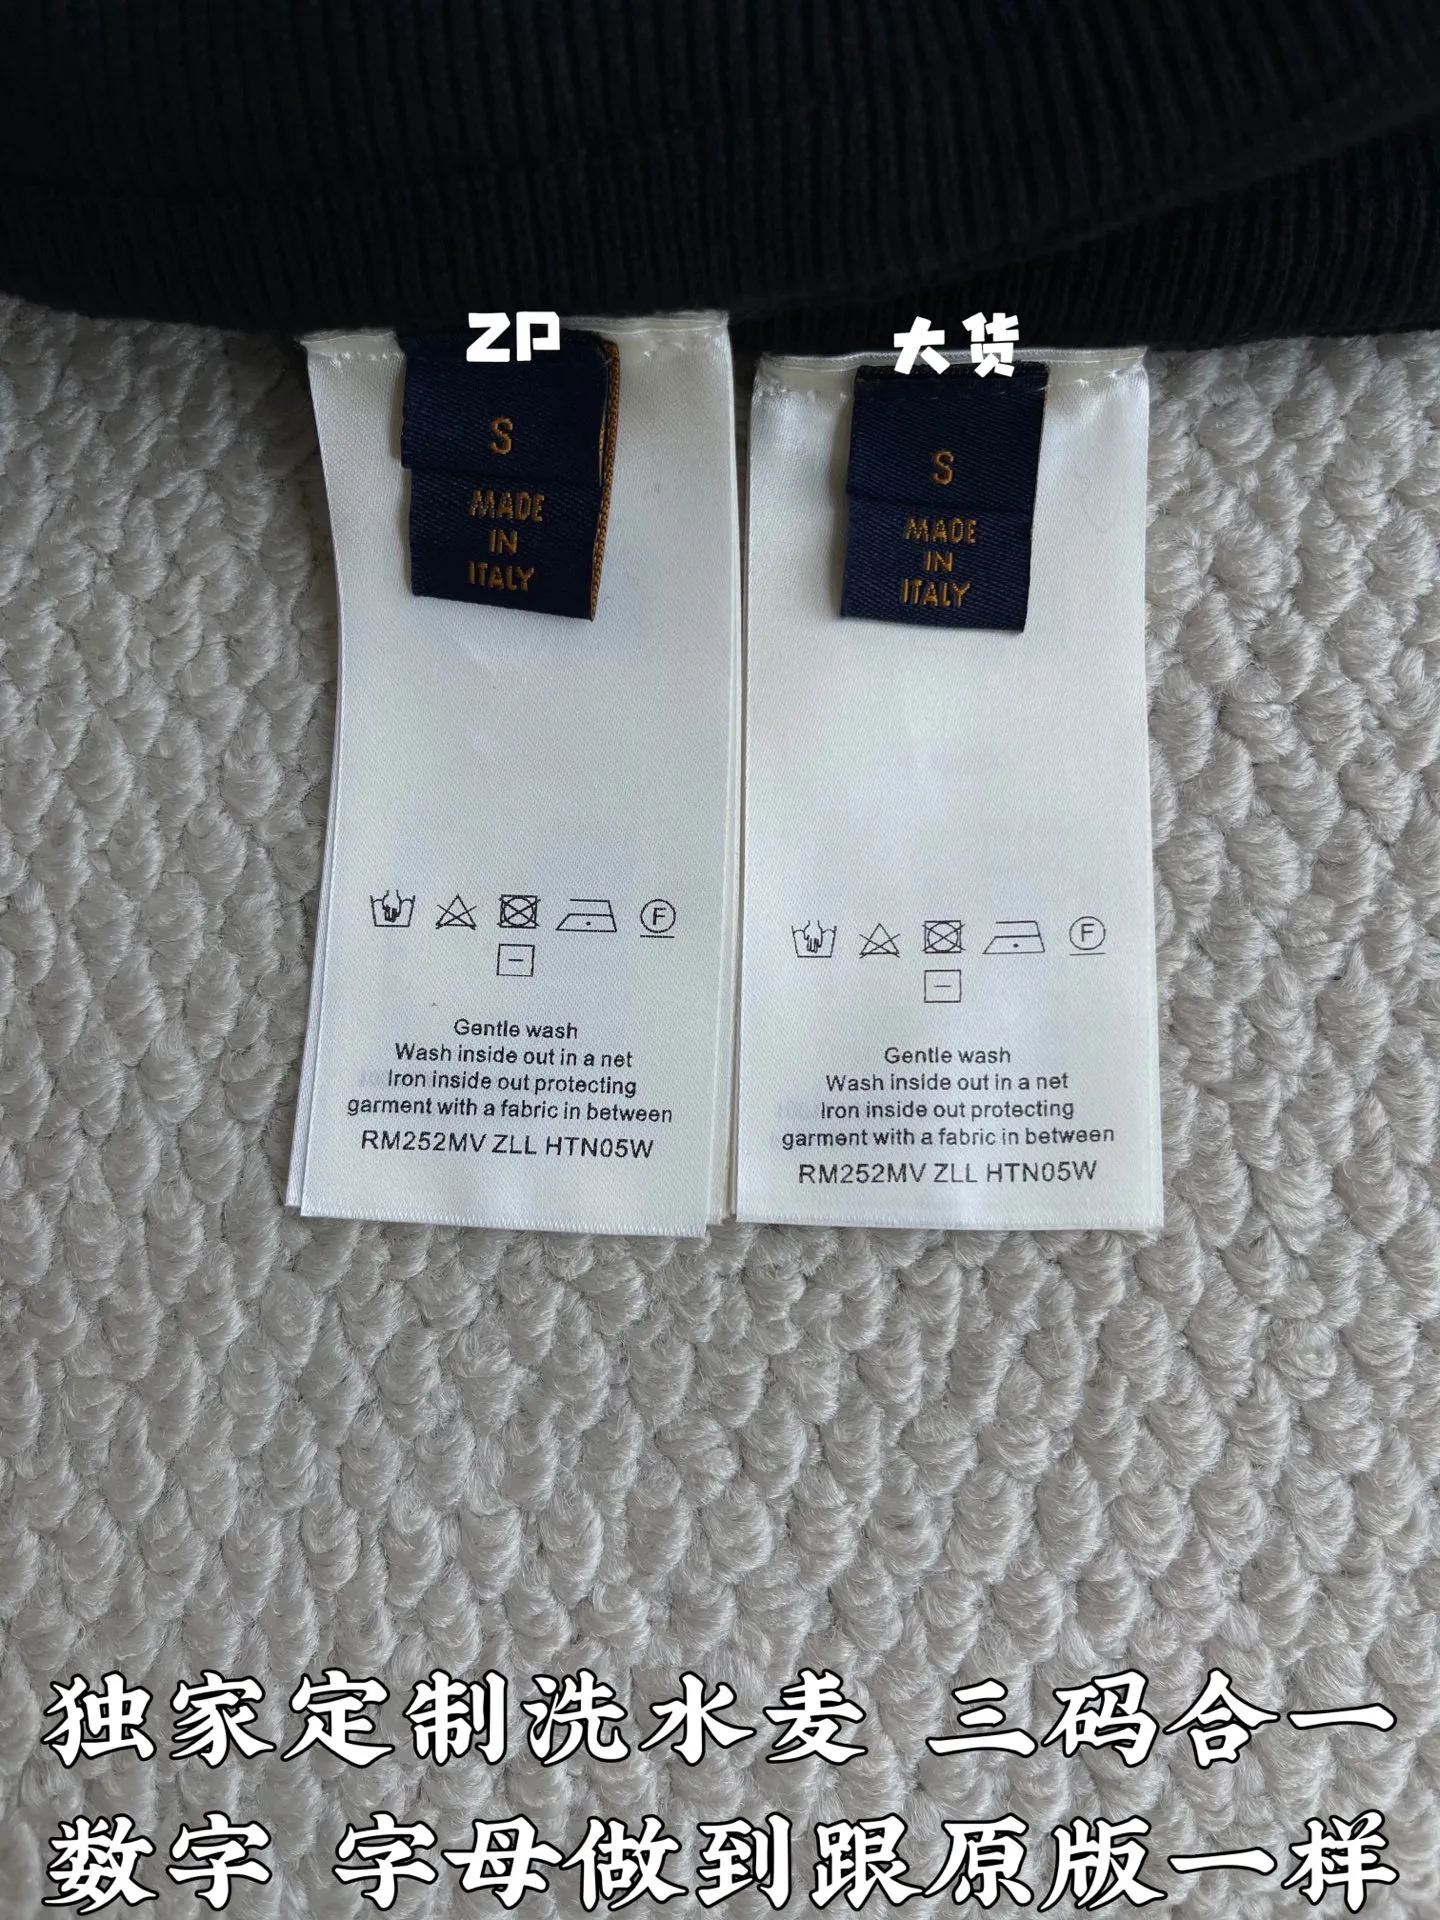 ZP
大货
S
MADE
IN
ITALY
S
MADE
IN
ITALY
F
Gentle wash
Wash inside out in a net
Iron inside out protecting
garment with a fabric in between
RM252MV ZLL HTN05W
F
Gentle wash
Wash inside out in a net
Iron inside out protecting
garment with a fabric in between
RM252MV ZLL HTN05W
独家定制洗水麦 三码合一
数字 字母做到跟原版一样